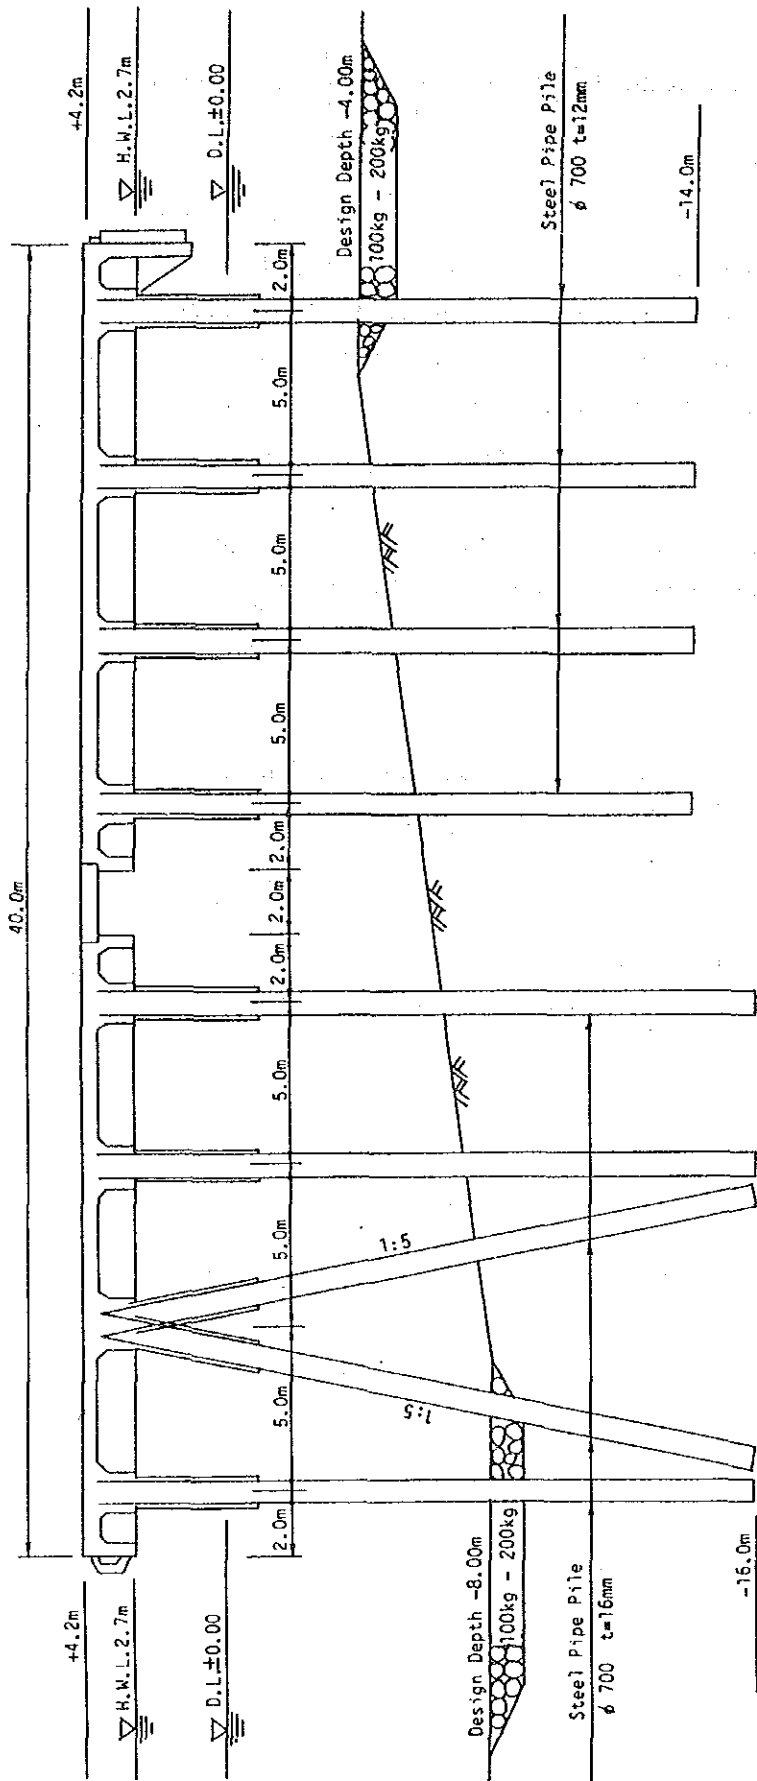 40.0m
+4.2m
H.W.L.2.7m
D.L.±0.00
+4.2m
H.W.L.2.7m
D.L.±0.00
2.0m
5.0m
5.0m
5.0m
2.0m
2.0m
2.0m
5.0m
5.0m
5.0m
2.0m
1:5
1:5
Design Depth -8.00m
100kg - 200kg
Design Depth -4.00m
100kg - 200kg
Steel Pipe Pile
φ 700 t=16mm
-16.0m
Steel Pipe Pile
φ 700 t=12mm
-14.0m